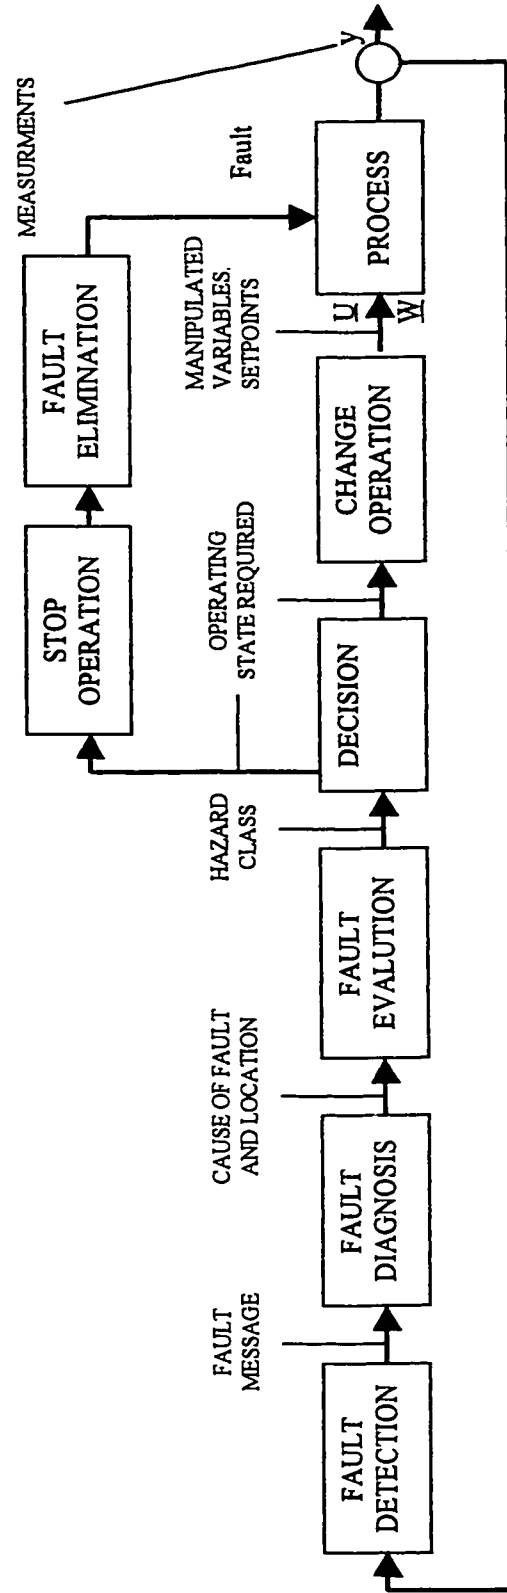 MEASURMENTS
y
STOP
OPERATION
FAULT
ELIMINATION
Fault
FAULT
MESSAGE
CAUSE OF FAULT
AND LOCATION
HAZARD
CLASS
OPERATING
STATE REQUIRED
MANIPULATED
VARIABLES.
SETPOINTS
FAULT
DETECTION
FAULT
DIAGNOSIS
FAULT
EVALUTION
DECISION
CHANGE
OPERATION
U
W
PROCESS